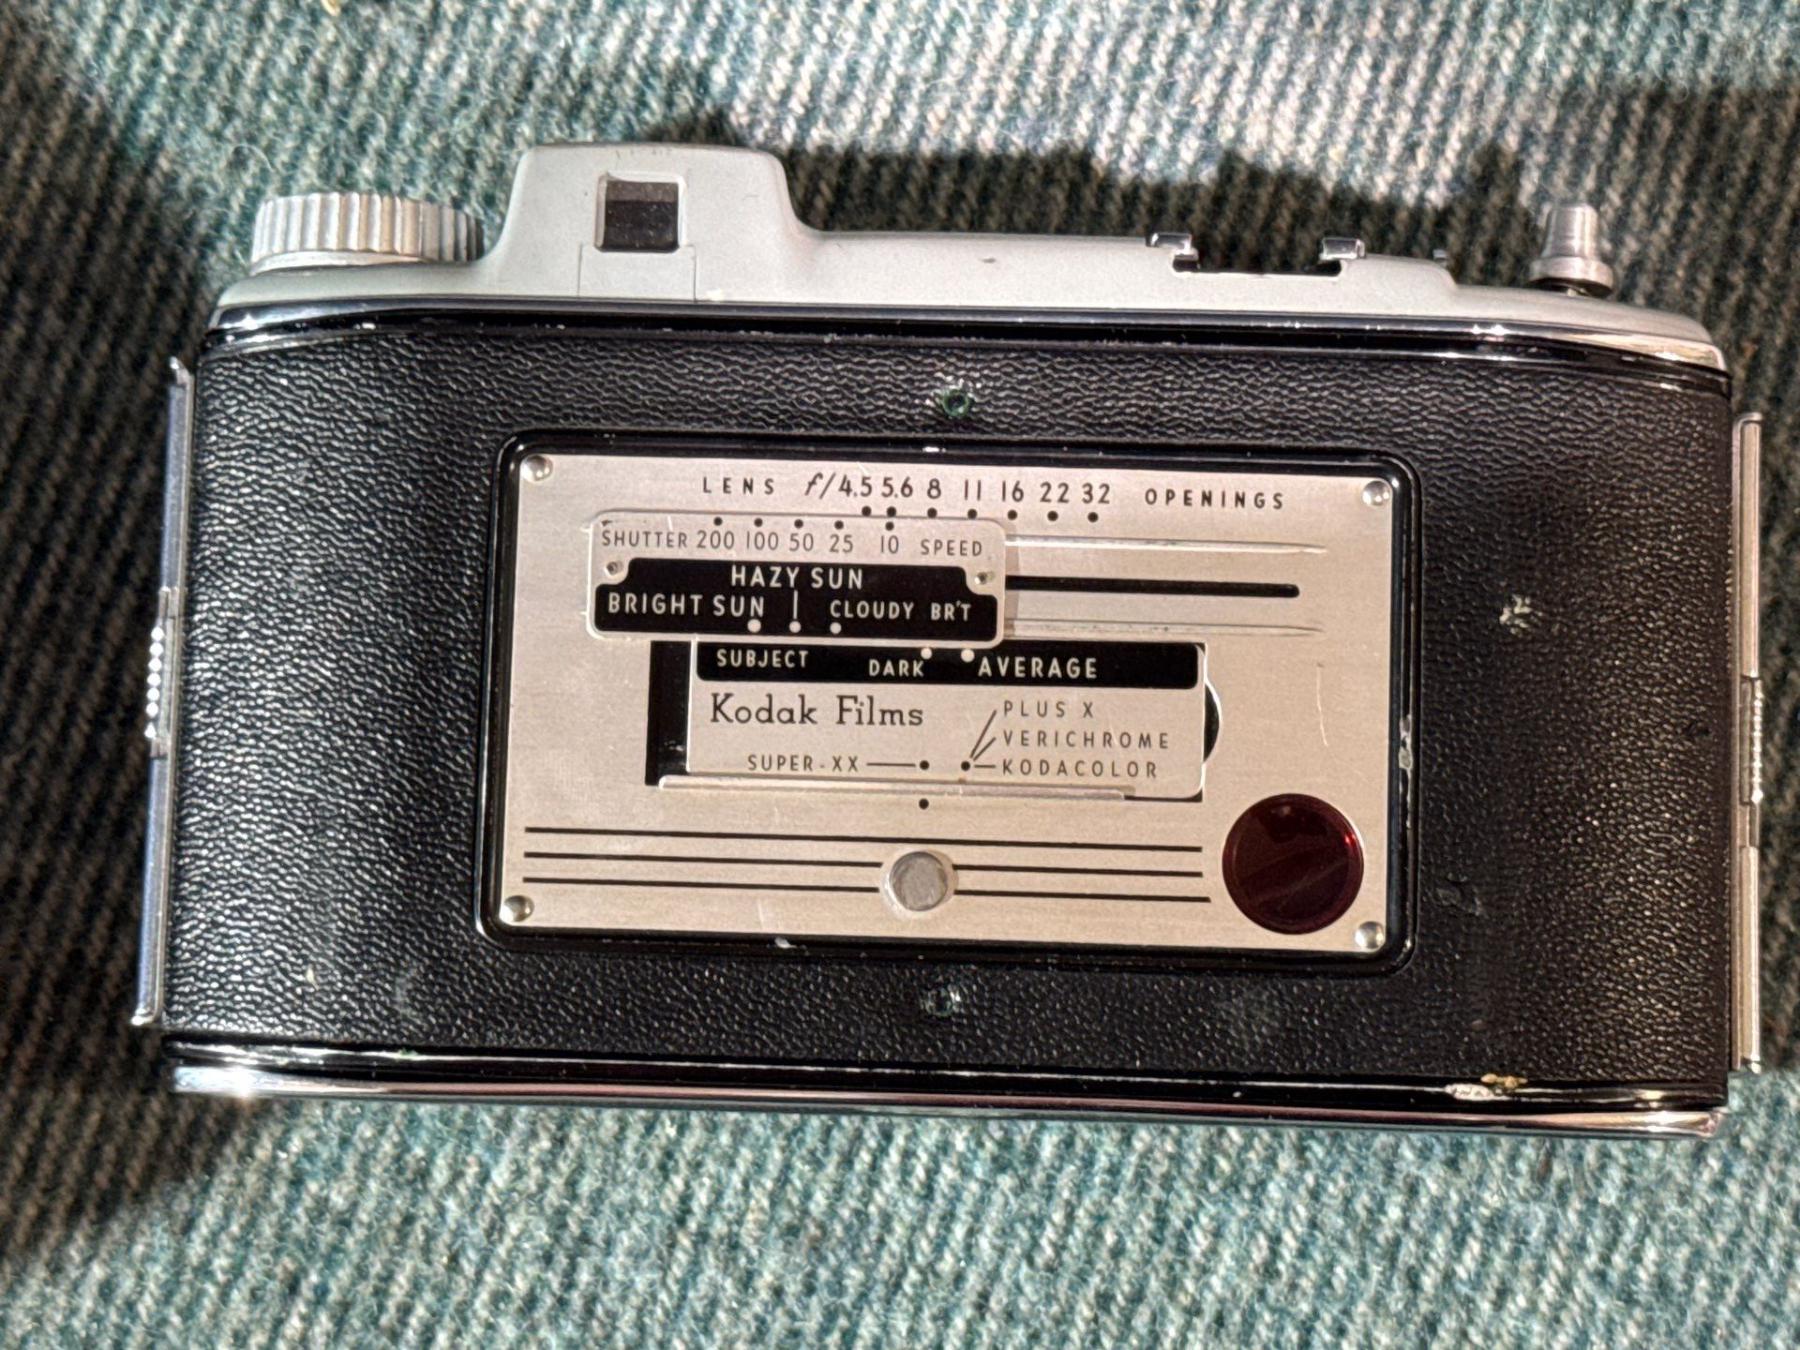 LENS f/4.5 5.6 8 11 16 22 32 OPENINGS
SHUTTER 200 100 50 25 10 SPEED
HAZY SUN
BRIGHT SUN CLOUDY BR'T
SUBJECT DARK AVERAGE
Kodak Films PLUS X
VERICHROME
SUPER-XX KODACOLOR